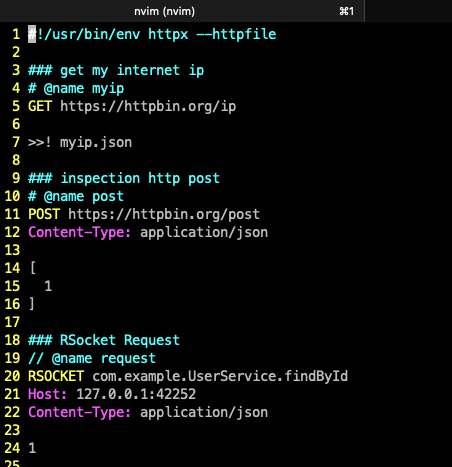 nvim (nvim) ⌘1
1 #!/usr/bin/env httpx --httpfile
2
3 ### get my internet ip
4 # @name myip
5 GET https://httpbin.org/ip
6
7 >>! myip.json
8
9 ### inspection http post
10 # @name post
11 POST https://httpbin.org/post
12 Content-Type: application/json
13
14 [
15   1
16 ]
17
18 ### RSocket Request
19 // @name request
20 RSOCKET com.example.UserService.findById
21 Host: 127.0.0.1:42252
22 Content-Type: application/json
23
24 1
25